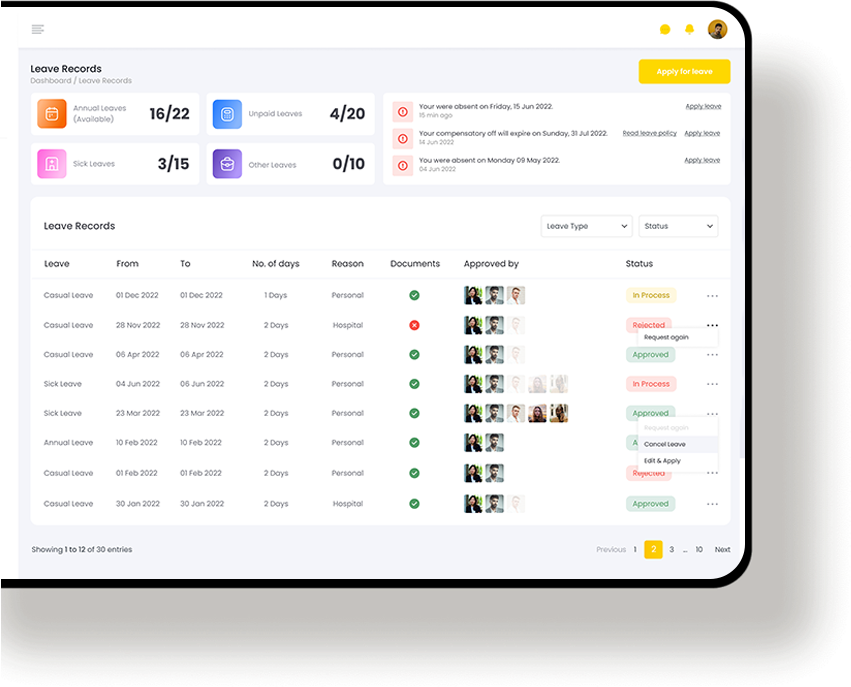 Leave Records
Dashboard / Leave Records
Apply for leave
Annual Leaves
(Available)
16/22
Unpaid Leaves
4/20
Sick Leaves
3/15
Other Leaves
0/10
Your were absent on Friday, 15 Jun 2022.
15 min ago
Apply leave
Your compensatory off will expire on Sunday, 31 Jul 2022.
14 Jun 2022
Read leave policy Apply leave
You were absent on Monday 09 May 2022.
04 Jun 2022
Apply leave
Leave Records
Leave Type
Status
Leave From To No. of days Reason Documents Approved by Status
Casual Leave 01 Dec 2022 01 Dec 2022 1 Days Personal In Process
Casual Leave 28 Nov 2022 28 Nov 2022 2 Days Hospital Rejected
Request again
Casual Leave 06 Apr 2022 06 Apr 2022 2 Days Personal Approved
Sick Leave 04 Jun 2022 06 Jun 2022 2 Days Personal In Process
Sick Leave 23 Mar 2022 23 Mar 2022 2 Days Personal Approved
Request again
Annual Leave 10 Feb 2022 10 Feb 2022 2 Days Personal A
Cancel Leave
Edit & Apply
Casual Leave 01 Feb 2022 01 Feb 2022 2 Days Personal Rejected
Casual Leave 30 Jan 2022 30 Jan 2022 2 Days Hospital Approved
Showing 1 to 12 of 30 entries
Previous 1 2 3 ... 10 Next